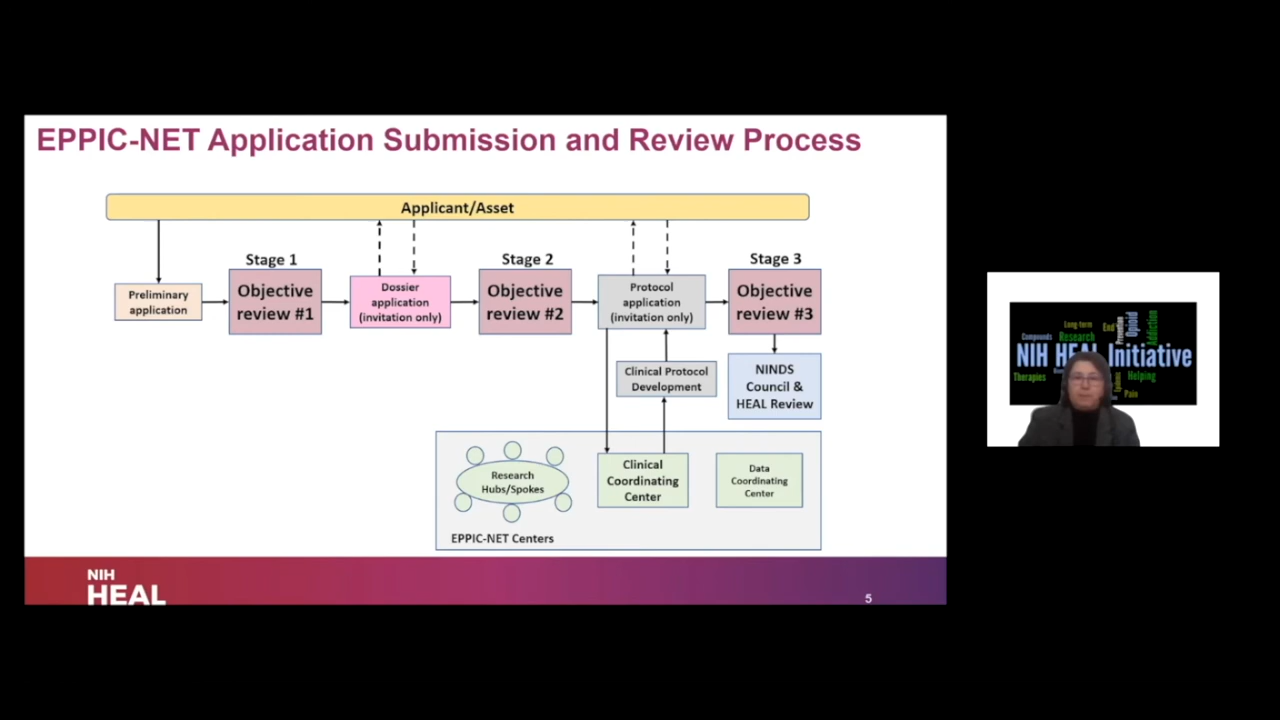 EPPIC-NET Application Submission and Review Process
Applicant/Asset
Stage 1
Stage 2
Stage 3
Preliminary
application
Objective
review #1
Dossier
application
(invitation only)
Objective
review #2
Protocol
application
(invitation only)
Objective
review #3
Clinical Protocol
Development
NINDS
Council &
HEAL Review
Research
Hubs/Spokes
Clinical
Coordinating
Center
Data
Coordinating
Center
EPPIC-NET Centers
NIH
HEAL
5
Long-term
End
Prevention
Opioid
Addiction
Compounds
Research
NIH HEAL Initiative
Therapies
Helping
Pain